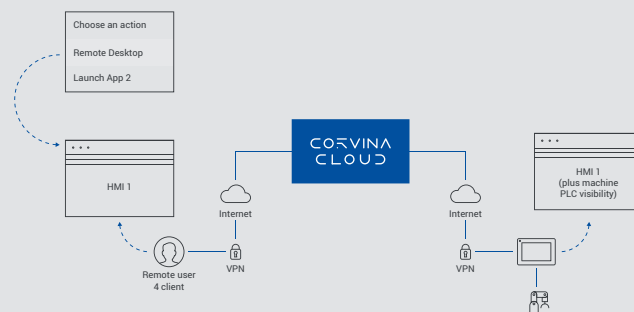 Choose an action
Remote Desktop
Launch App 2
HMI 1
CORVINA
CLOUD
HMI 1
(plus machine
PLC visibility)
Internet
Internet
VPN
VPN
Remote user
4 client